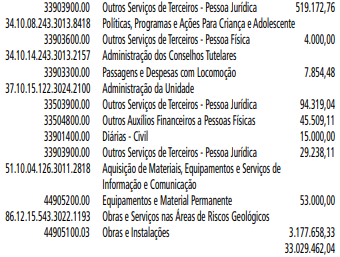 33903900.00 Outros Serviços de Terceiros - Pessoa Jurídica 519.172,76
34.10.08.243.3013.8418 Políticas, Programas e Ações Para Criança e Adolescente
33903600.00 Outros Serviços de Terceiros - Pessoa Física 4.000,00
34.10.14.243.3013.2157 Administração dos Conselhos Tutelares
33903300.00 Passagens e Despesas com Locomoção 7.854,48
37.10.15.122.3024.2100 Administração da Unidade
33503900.00 Outros Serviços de Terceiros - Pessoa Jurídica 94.319,04
33504800.00 Outros Auxílios Financeiros a Pessoas Físicas 45.509,11
33901400.00 Diárias - Civil 15.000,00
33903900.00 Outros Serviços de Terceiros - Pessoa Jurídica 29.238,11
51.10.04.126.3011.2818 Aquisição de Materiais, Equipamentos e Serviços de
Informação e Comunicação
44905200.00 Equipamentos e Material Permanente 53.000,00
86.12.15.543.3022.1193 Obras e Serviços nas Áreas de Riscos Geológicos
44905100.03 Obras e Instalações 3.177.658,33
33.029.462,04